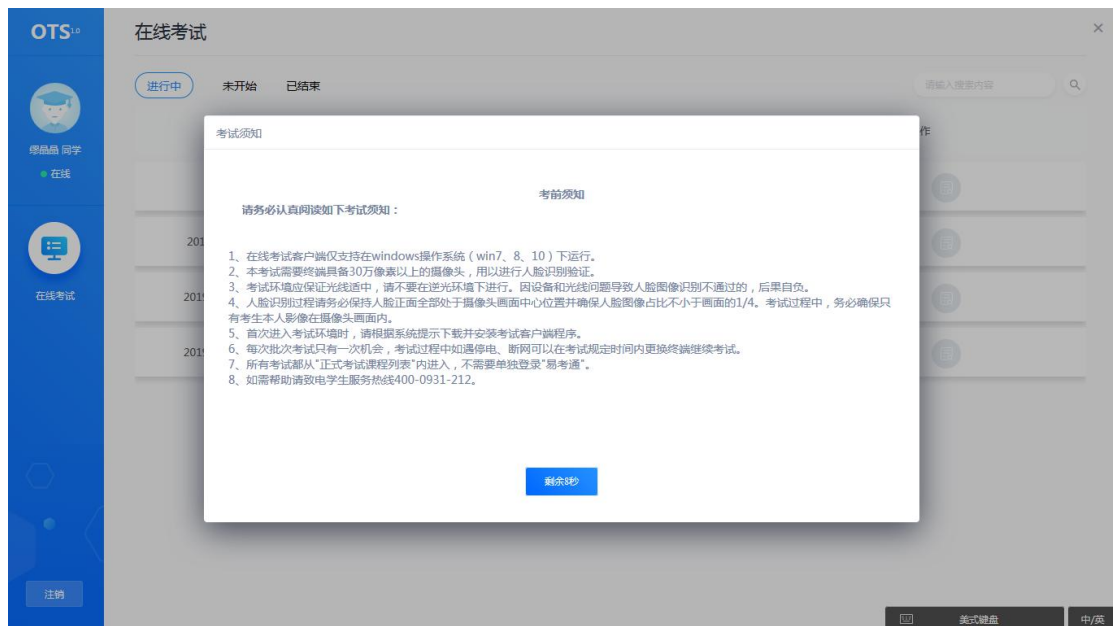 OTS1.0
在线考试
×
进行中
未开始
已结束
请输入搜索内容
缪晶晶 同学
在线
在线考试
注销
作
201
2019
2019
考试须知
考前须知
请务必认真阅读如下考试须知：
1、在线考试客户端仅支持在windows操作系统（win7、8、10）下运行。
2、本考试需要终端具备30万像素以上的摄像头，用以进行人脸识别验证。
3、考试环境应保证光线适中，请不要在逆光环境下进行。因设备和光线问题导致人脸图像识别不通过的，后果自负。
4、人脸识别过程请务必保持人脸正面全部处于摄像头画面中心位置并确保人脸图像占比不小于画面的1/4。考试过程中，务必确保只
有考生本人影像在摄像头画面内。
5、首次进入考试环境时，请根据系统提示下载并安装考试客户端程序。
6、每次批次考试只有一次机会，考试过程中如遇停电、断网可以在考试规定时间内更换终端继续考试。
7、所有考试都从"正式考试课程列表"内进入，不需要单独登录"易考通"。
8、如需帮助请致电学生服务热线400-0931-212。
剩余8秒
美式键盘
中/英